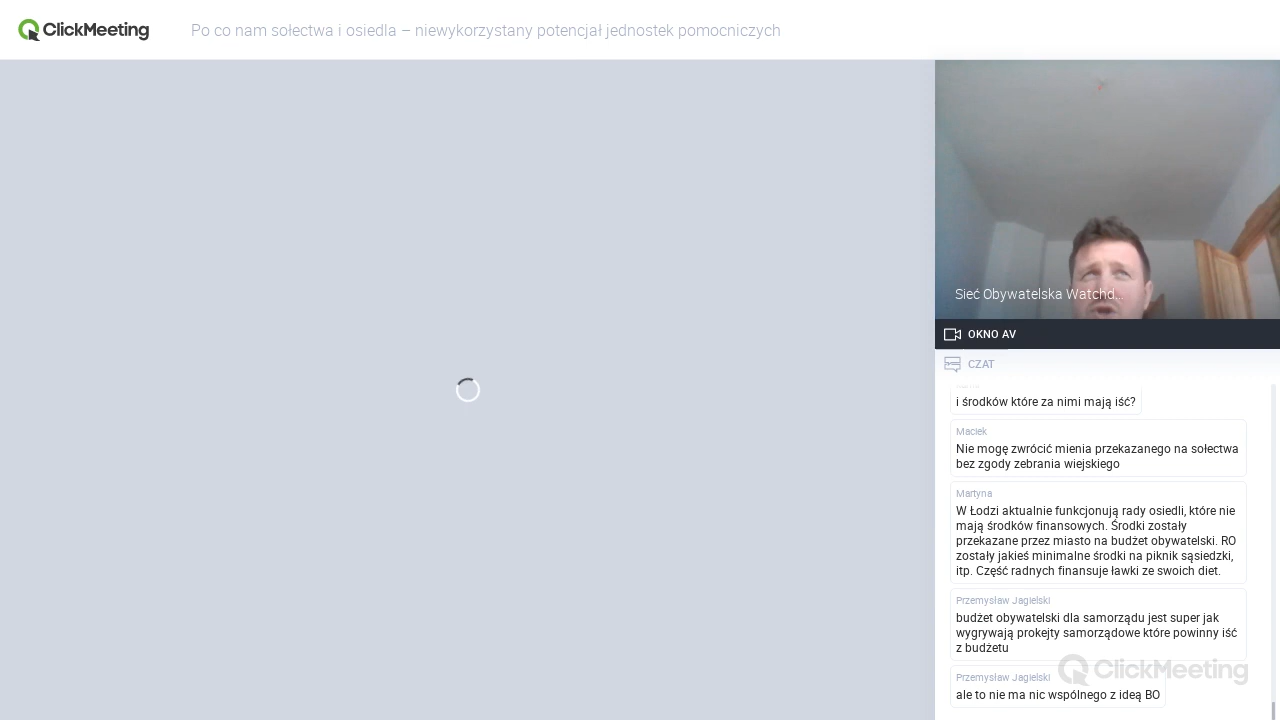 ClickMeeting
Po co nam sołectwa i osiedla – niewykorzystany potencjał jednostek pomocniczych
Sieć Obywatelska Watchd...
OKNO AV
CZAT
i środków które za nimi mają iść?
Maciek
Nie mogę zwrócić mienia przekazanego na sołectwa
bez zgody zebrania wiejskiego
Martyna
W Łodzi aktualnie funkcjonują rady osiedli, które nie
mają środków finansowych. Środki zostały
przekazane przez miasto na budżet obywatelski. RO
zostały jakieś minimalne środki na piknik sąsiedzki,
itp. Część radnych finansuje ławki ze swoich diet.
Przemysław Jagielski
budżet obywatelski dla samorządu jest super jak
wygrywają prokejty samorządowe które powinny iść
z budżetu
ClickMeeting
Przemysław Jagielski
ale to nie ma nic wspólnego z ideą BO